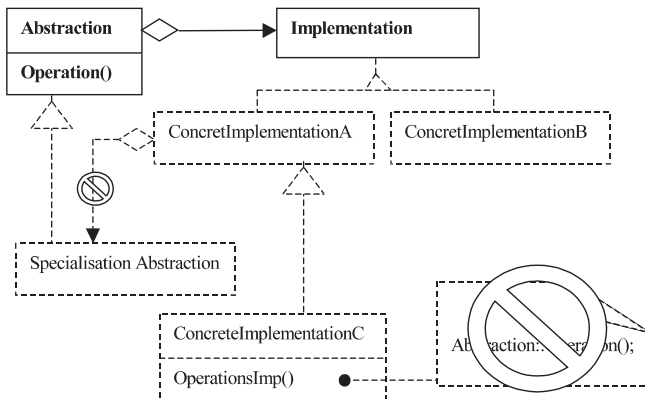 Abstraction
Implementation
Operation()
ConcretImplementationA
ConcretImplementationB
Specialisation Abstraction
ConcreteImplementationC
OperationsImp()